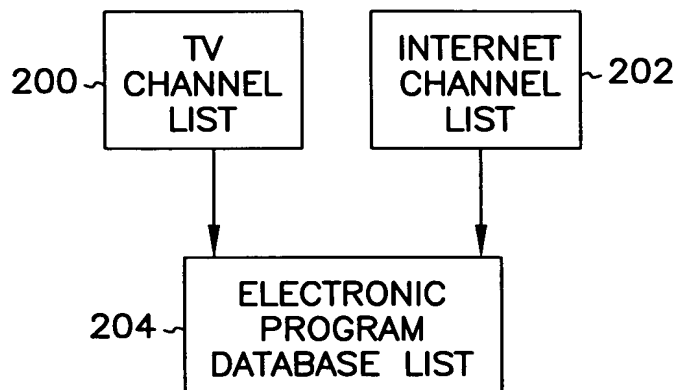 200
TV
CHANNEL
LIST
INTERNET
CHANNEL
LIST
202
204
ELECTRONIC
PROGRAM
DATABASE LIST